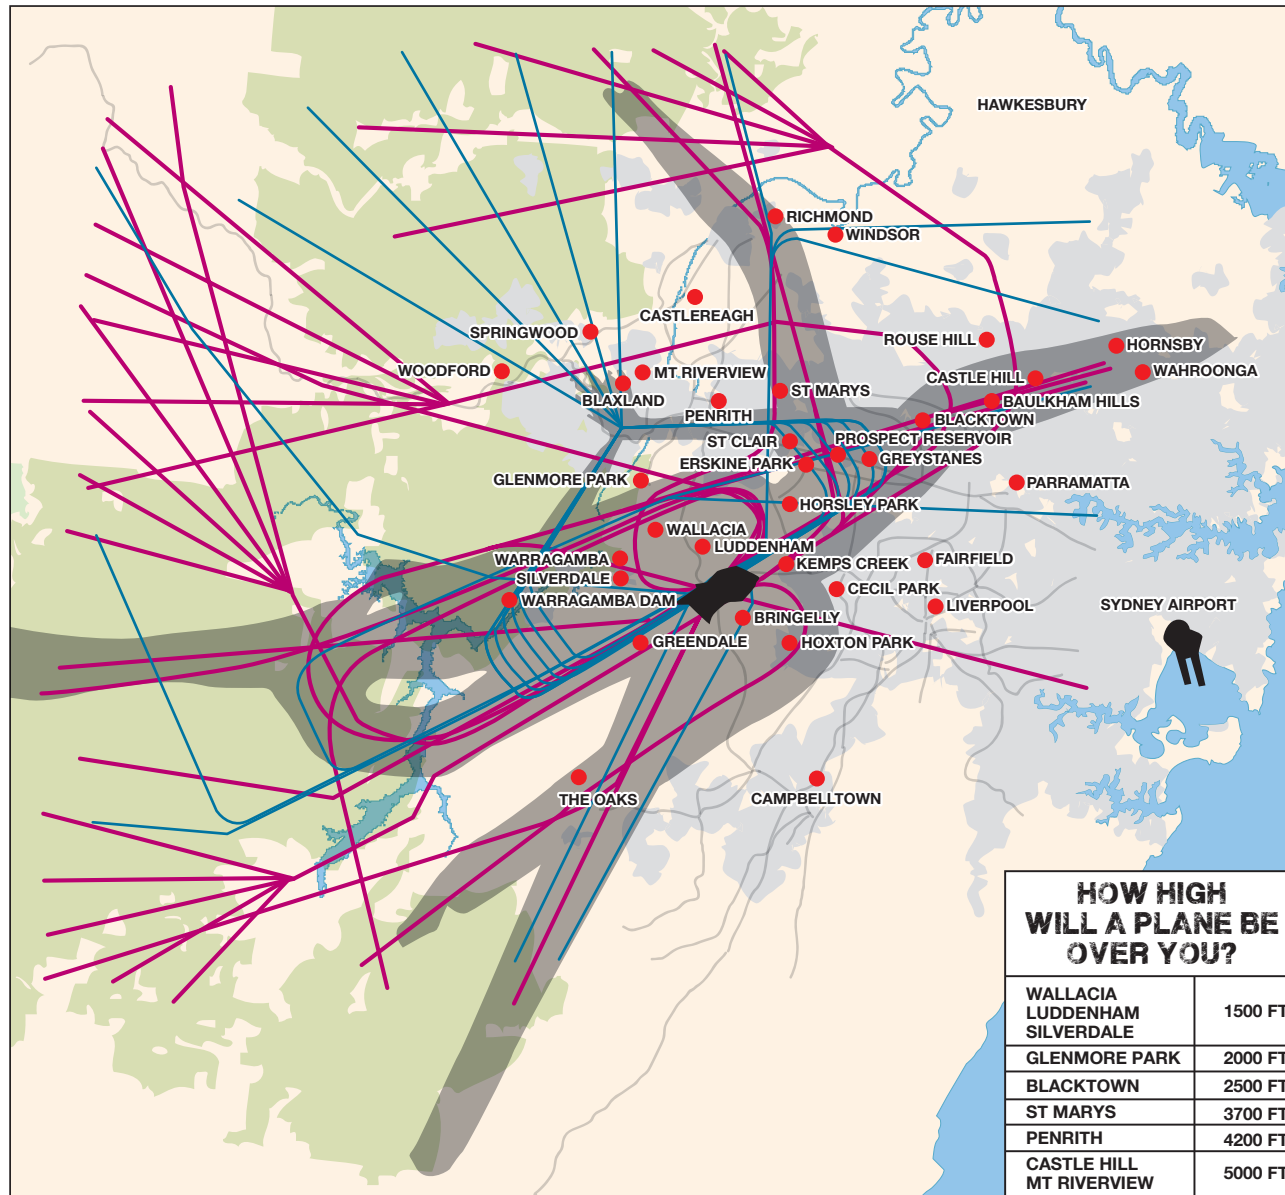 HAWKESBURY
RICHMOND
WINDSOR
CASTLEREAGH
SPRINGWOOD
ROUSE HILL
HORNSBY
WOODFORD
MT RIVERVIEW
WAHROONGA
CASTLE HILL
BLAXLAND
ST MARYS
BAULKHAM HILLS
PENRITH
BLACKTOWN
ST CLAIR
PROSPECT RESERVOIR
ERSKINE PARK
GREYSTANES
GLENMORE PARK
PARRAMATTA
HORSLEY PARK
WALLACIA
LUDDENHAM
WARRAGAMBA
KEMPS CREEK
FAIRFIELD
SILVERDALE
CECIL PARK
WARRAGAMBA DAM
LIVERPOOL
SYDNEY AIRPORT
BRINGELLY
GREENDALE
HOXTON PARK
THE OAKS
CAMPBELLTOWN
HOW HIGH
WILL A PLANE BE
OVER YOU?
WALLACIA
LUDDENHAM
SILVERDALE
1500 FT
GLENMORE PARK 2000 FT
BLACKTOWN 2500 FT
ST MARYS 3700 FT
PENRITH 4200 FT
CASTLE HILL
MT RIVERVIEW
5000 FT